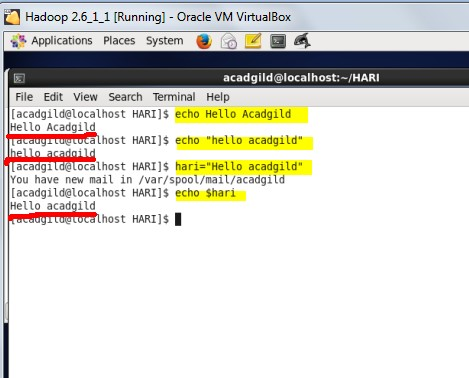 Hadoop 2.6_1_1 [Running] - Oracle VM VirtualBox
Applications Places System
acadgild@localhost:~/HARI
File Edit View Search Terminal Help
[acadgild@localhost HARI]$ echo Hello Acadgild
Hello Acadgild
[acadgild@localhost HARI]$ echo "hello acadgild"
hello acadgild
[acadgild@localhost HARI]$ hari="Hello acadgild"
You have new mail in /var/spool/mail/acadgild
[acadgild@localhost HARI]$ echo $hari
Hello acadgild
[acadgild@localhost HARI]$